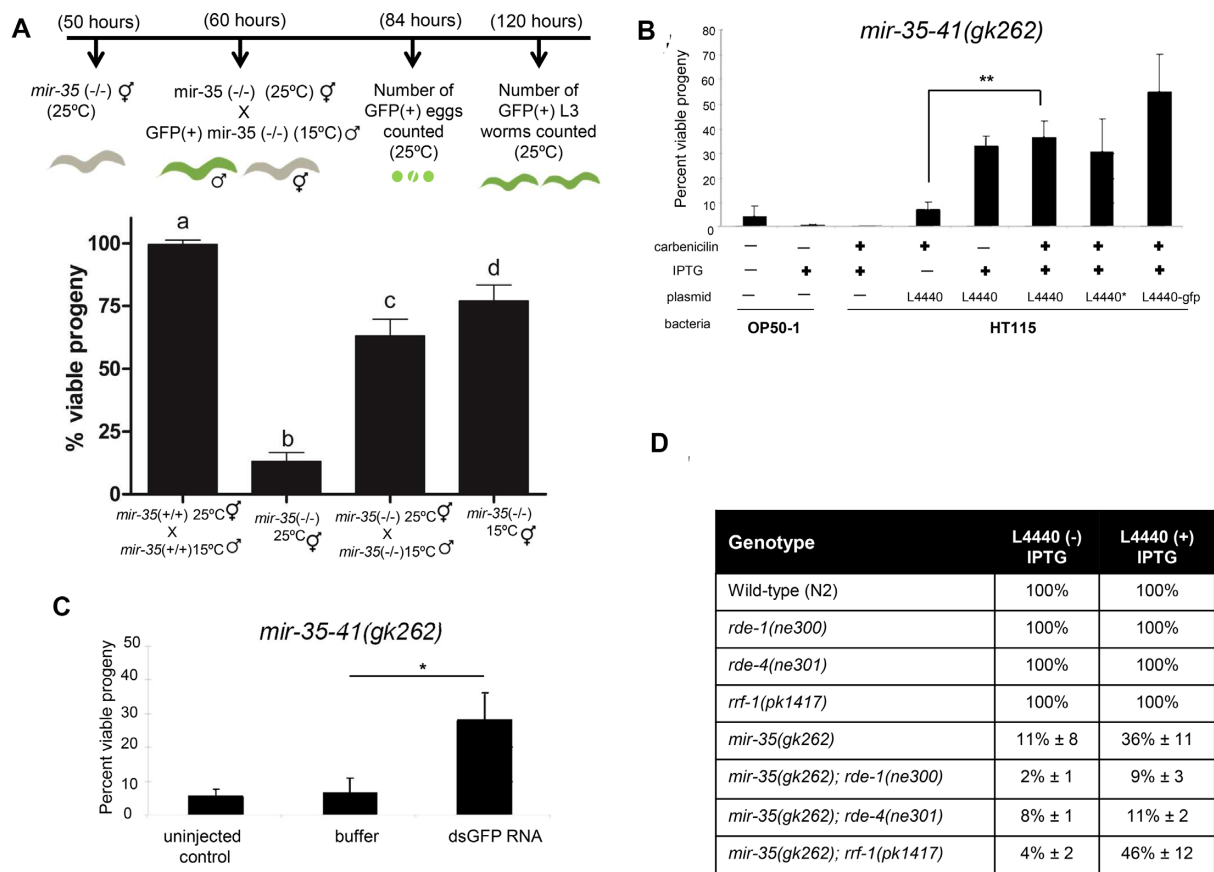 A
(50 hours) (60 hours) (84 hours) (120 hours)
mir-35 (-/-) ⚥
(25ºC)
mir-35 (-/-) (25ºC) ⚥
X
GFP(+) mir-35 (-/-) (15ºC) ♂
♂ ⚥
Number of
GFP(+) eggs
counted
(25ºC)
Number of
GFP(+) L3
worms counted
(25ºC)
% viable progeny
100
75
50
25
0
a
b
c
d
mir-35(+/+) 25ºC ⚥
X
mir-35(+/+)15ºC ♂
mir-35(-/-)
25ºC ⚥
mir-35(-/-) 25ºC ⚥
X
mir-35(-/-)15ºC ♂
mir-35(-/-)
15ºC ⚥
B
mir-35-41(gk262)
Percent viable progeny
80
70
60
50
40
30
20
10
0
**
carbenicilin — — + + — + + +
IPTG — + + — + + + +
plasmid — — — L4440 L4440 L4440 L4440* L4440-gfp
bacteria OP50-1 HT115
C
mir-35-41(gk262)
Percent viable progeny
50
40
30
20
10
0
*
uninjected
control
buffer
dsGFP RNA
D
Genotype L4440 (-) IPTG L4440 (+) IPTG
Wild-type (N2) 100% 100%
rde-1(ne300) 100% 100%
rde-4(ne301) 100% 100%
rrf-1(pk1417) 100% 100%
mir-35(gk262) 11% ± 8 36% ± 11
mir-35(gk262); rde-1(ne300) 2% ± 1 9% ± 3
mir-35(gk262); rde-4(ne301) 8% ± 1 11% ± 2
mir-35(gk262); rrf-1(pk1417) 4% ± 2 46% ± 12